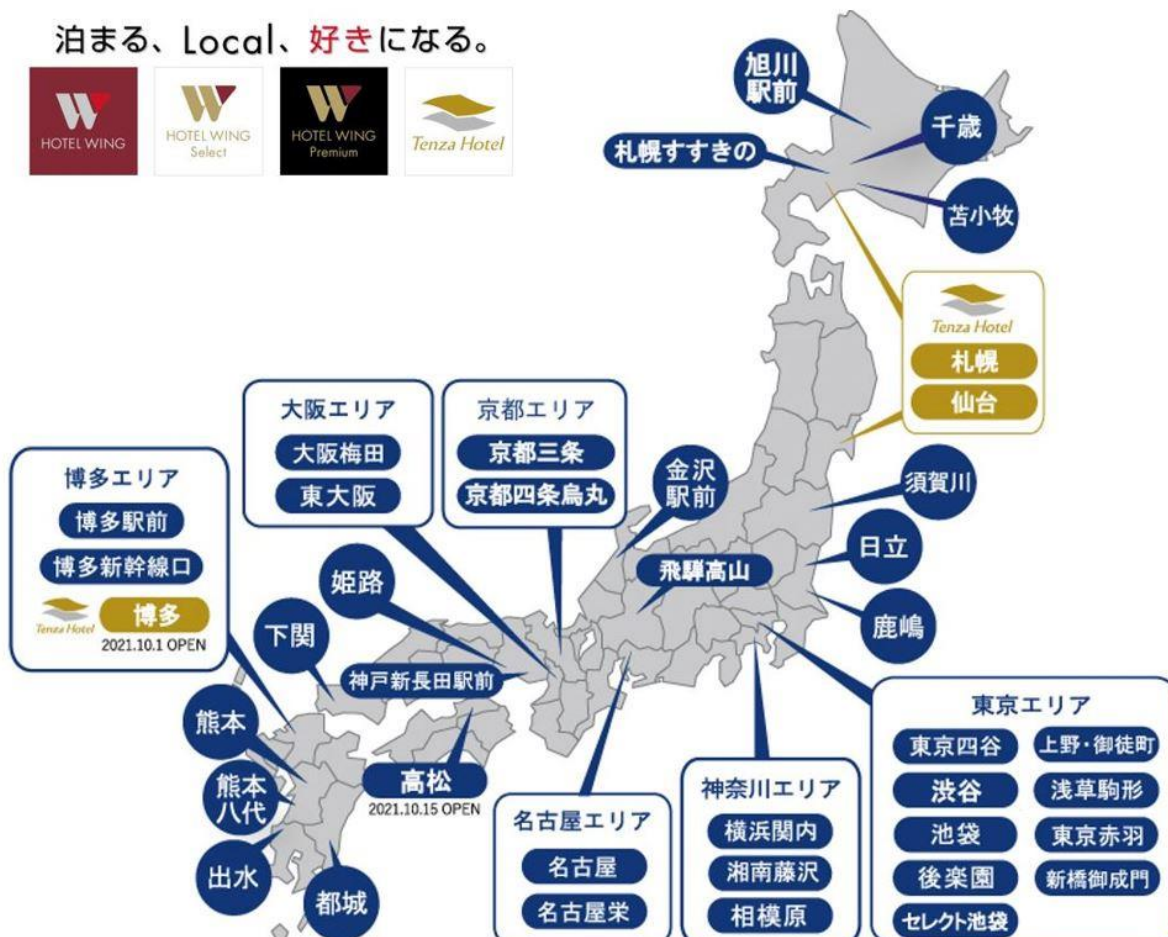 泊まる、Local、好きになる。
HOTEL WING
HOTEL WING
Select
HOTEL WING
Premium
Tenza Hotel
旭川
駅前
千歳
札幌すすきの
苫小牧
Tenza Hotel
札幌
仙台
大阪エリア
大阪梅田
東大阪
京都エリア
京都三条
京都四条烏丸
金沢
駅前
須賀川
博多エリア
博多駅前
博多新幹線口
Tenza Hotel
博多
2021.10.1 OPEN
日立
飛騨高山
姫路
鹿嶋
下関
神戸新長田駅前
熊本
熊本
八代
高松
2021.10.15 OPEN
出水
都城
名古屋エリア
名古屋
名古屋栄
神奈川エリア
横浜関内
湘南藤沢
相模原
東京エリア
東京四谷
上野・御徒町
渋谷
浅草駒形
池袋
東京赤羽
後楽園
新橋御成門
セレクト池袋